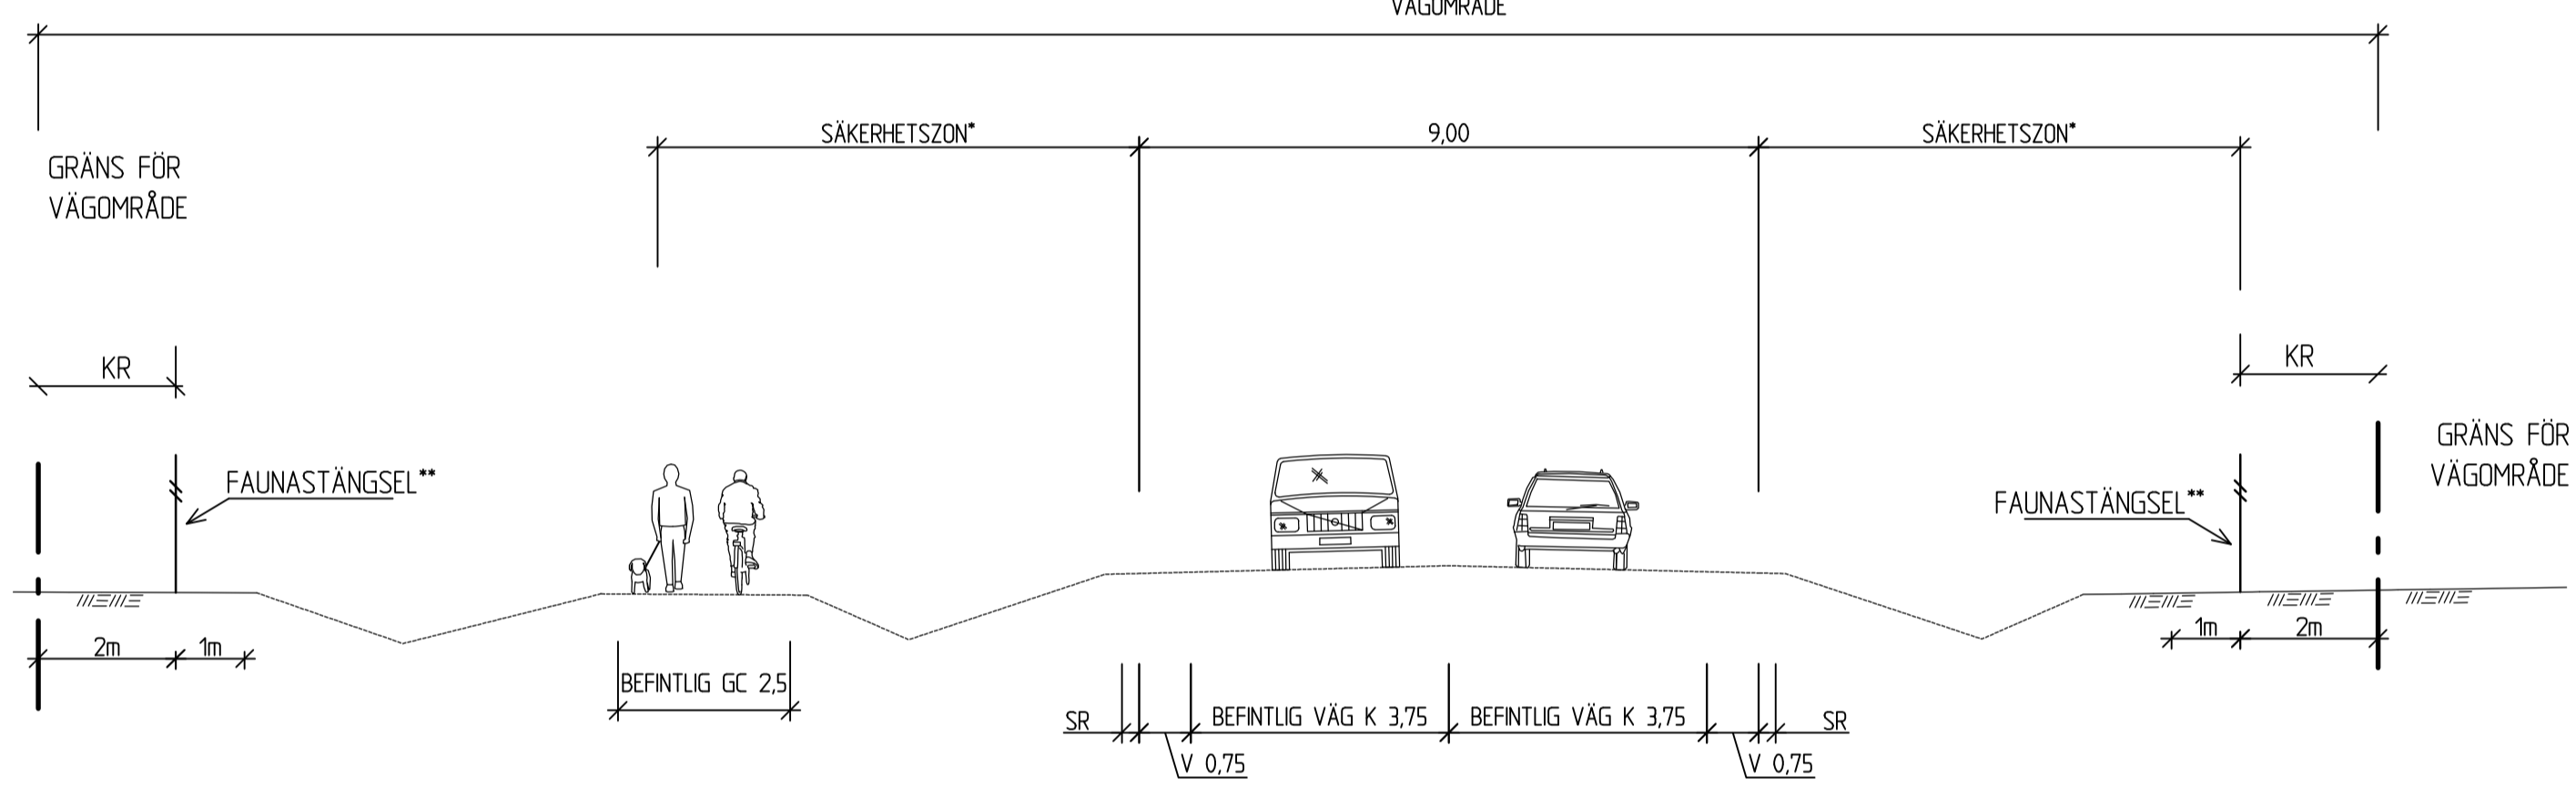 VÄGOMRÅDE
SÄKERHETSZON*
9,00
SÄKERHETSZON*
GRÄNS FÖR
VÄGOMRÅDE
KR
KR
GRÄNS FÖR
VÄGOMRÅDE
FAUNASTÄNGSEL**
FAUNASTÄNGSEL**
2m
1m
1m
2m
BEFINTLIG GC 2,5
SR
BEFINTLIG VÄG K 3,75
BEFINTLIG VÄG K 3,75
SR
V 0,75
V 0,75